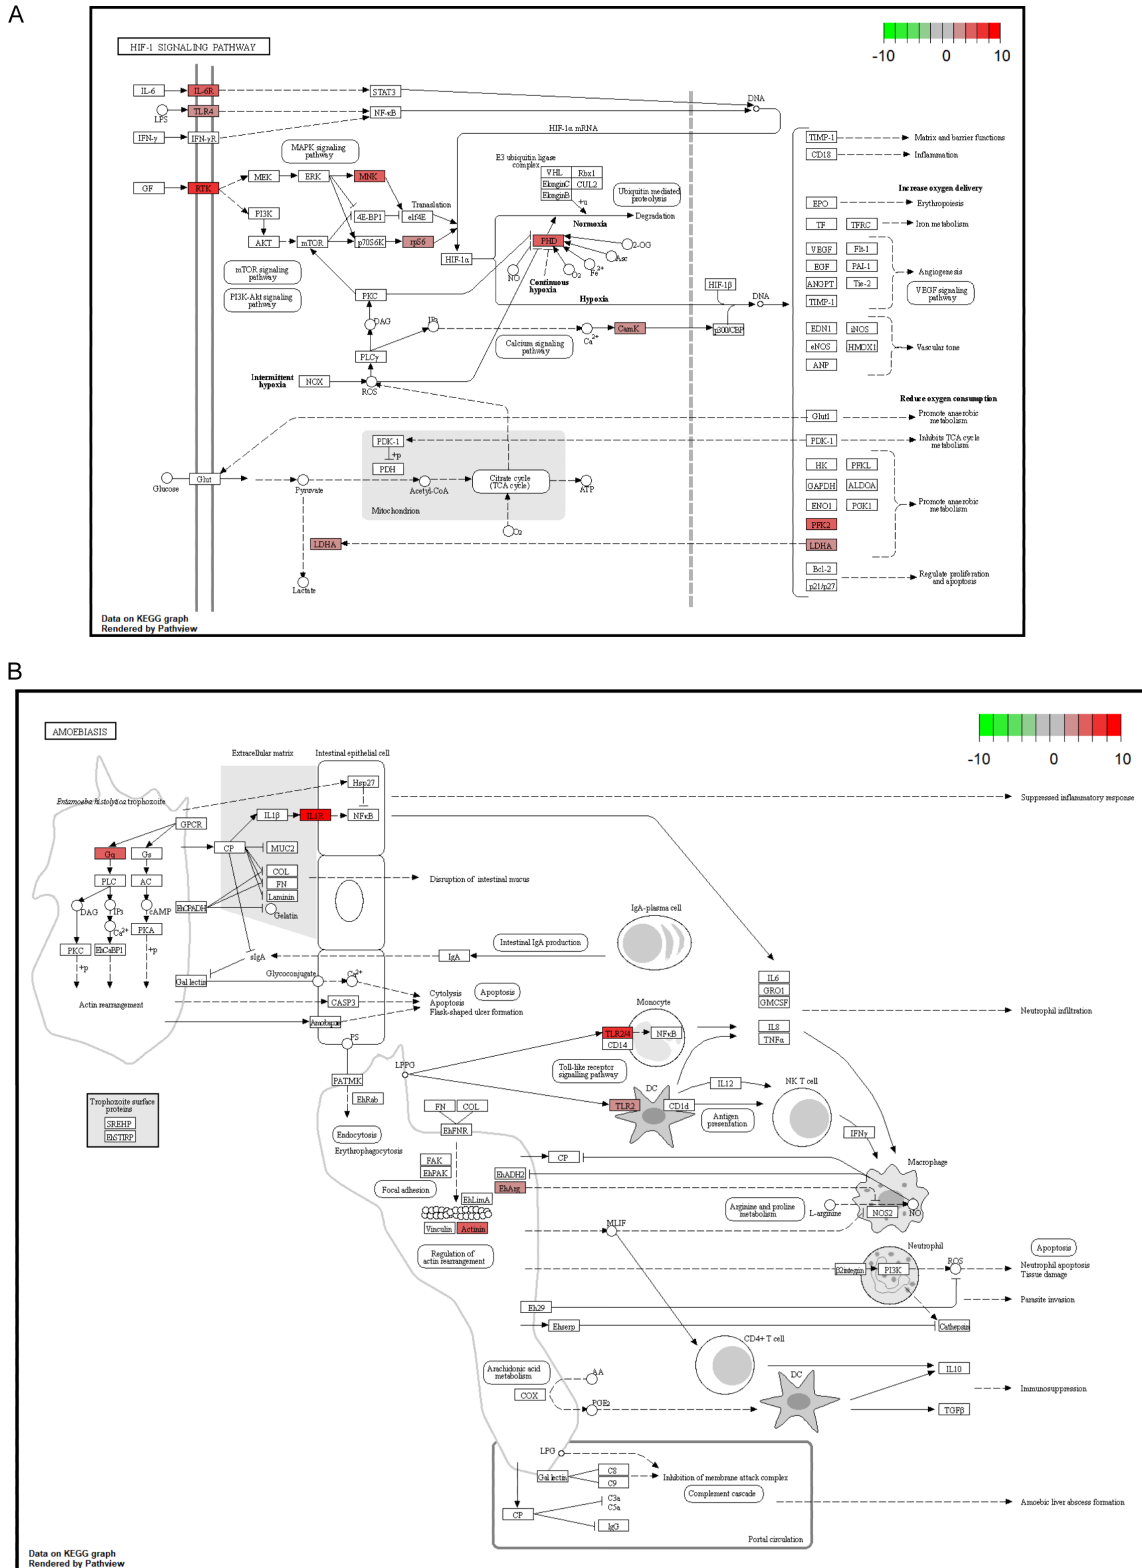 A
HIF-1 SIGNALING PATHWAY
-10 -5 0 5 10
IL-6
IL-6R
STAT3
DNA
LPS
TLR4
NF-κB
IFN-γ
IFN-γR
HIF-1α mRNA
MAPK signaling
pathway
E3 ubiquitin ligase
complex
VHL
Rbx1
ElonginC
CUL2
ElonginB
+u
Ubiquitin mediated
proteolysis
GF
RTK
MEK
ERK
MNK
Translation
PI3K
4E-BP1
eIf4E
Normoxia
Degradation
AKT
mTOR
p70S6K
rpS6
HIF-1α
PHD
2-OG
Asc
Fe2+
O2
NO
Continuous
hypoxia
mTOR signaling
pathway
PI3K-Akt signaling
pathway
PKC
Hypoxia
HIF-1β
DNA
DAG
IP3
Ca2+
CamK
p300/CBP
PLCγ
Calcium signaling
pathway
Intermittent
hypoxia
NOX
ROS
TIMP-1
Matrix and barrier functions
CD18
Inflammation
Increase oxygen delivery
EPO
Erythropoiesis
TF
TFRC
Iron metabolism
VEGF
Flt-1
EGF
PAI-1
Angiogenesis
ANGPT
Tie-2
VEGF signaling
pathway
TIMP-1
EDN1
iNOS
eNOS
HMOX1
Vascular tone
ANP
Reduce oxygen consumption
Glut1
Promote anaerobic
metabolism
PDK-1
Inhibits TCA cycle
metabolism
HK
PFKL
GAPDH
ALDOA
ENO1
PGK1
Promote anaerobic
metabolism
PFK2
LDHA
Bcl-2
Regulate proliferation
and apoptosis
p21/p27
PDK-1
+p
PDH
Glucose
Glut
Pyruvate
Acetyl-CoA
Citrate cycle
(TCA cycle)
ATP
Mitochondrion
O2
LDHA
Lactate
Data on KEGG graph
Rendered by Pathview
B
AMOEBIASIS
-10 -5 0 5 10
Extracellular matrix
Intestinal epithelial cell
Hsp27
Entamoeba histolytica trophozoite
Suppressed inflammatory response
GPCR
IL1β
IL1R
NFκB
Gα
Gs
CP
MUC2
PLC
AC
COL
FN
Laminin
Gelatin
Disruption of intestinal mucus
DAG
IP3
cAMP
EhCPADH
Ca2+
PKA
PKC
EhCaBP1
+p
+p
IgA-plasma cell
Intestinal IgA production
sIgA
IgA
Gal lectin
Glycoconjugate
Ca2+
Actin rearrangement
CASP3
Cytolysis
Apoptosis
Apoptosis
Flask-shaped ulcer formation
Amoebapore
PS
IL6
GRO1
GMCSF
Neutrophil infiltration
Monocyte
TLR2/4
NFκB
CD14
IL8
TNFα
LPPG
PATMK
EhRab
Toll-like receptor
signalling pathway
DC
IL12
NK T cell
TLR2
CD1d
Antigen
presentation
IFNγ
Trophozoite surface
proteins
SREHP
EhSTIRP
FN
COL
EhFNR
Endocytosis
Erythrophagocytosis
FAK
EhPAK
CP
Macrophage
EhADH2
EhArg
Focal adhesion
EhLimA
Arginine and proline
metabolism
L-arginine
NOS2
NO
Vinculin
Actinin
MLIF
Regulation of
actin rearrangement
Neutrophil
Apoptosis
β2integrin
PI3K
ROS
Neutrophil apoptosis
Tissue damage
Parasite invasion
Eh29
Ehserp
Cathepsin
CD4+ T cell
Arachidonic acid
metabolism
AA
COX
PGE2
DC
IL10
Immunosuppression
TGFβ
LPG
Gal lectin
C8
C9
Inhibition of membrane attack complex
Complement cascade
C3a
C5a
CP
IgG
Amoebic liver abscess formation
Portal circulation
Data on KEGG graph
Rendered by Pathview